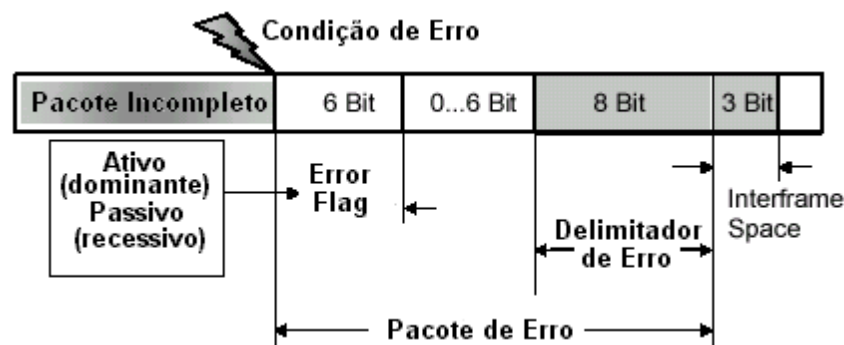 Condição de Erro
Pacote Incompleto
6 Bit
0...6 Bit
8 Bit
3 Bit
Ativo
(dominante)
Passivo
(recessivo)
Error
Flag
Interframe
Space
Delimitador
de Erro
Pacote de Erro